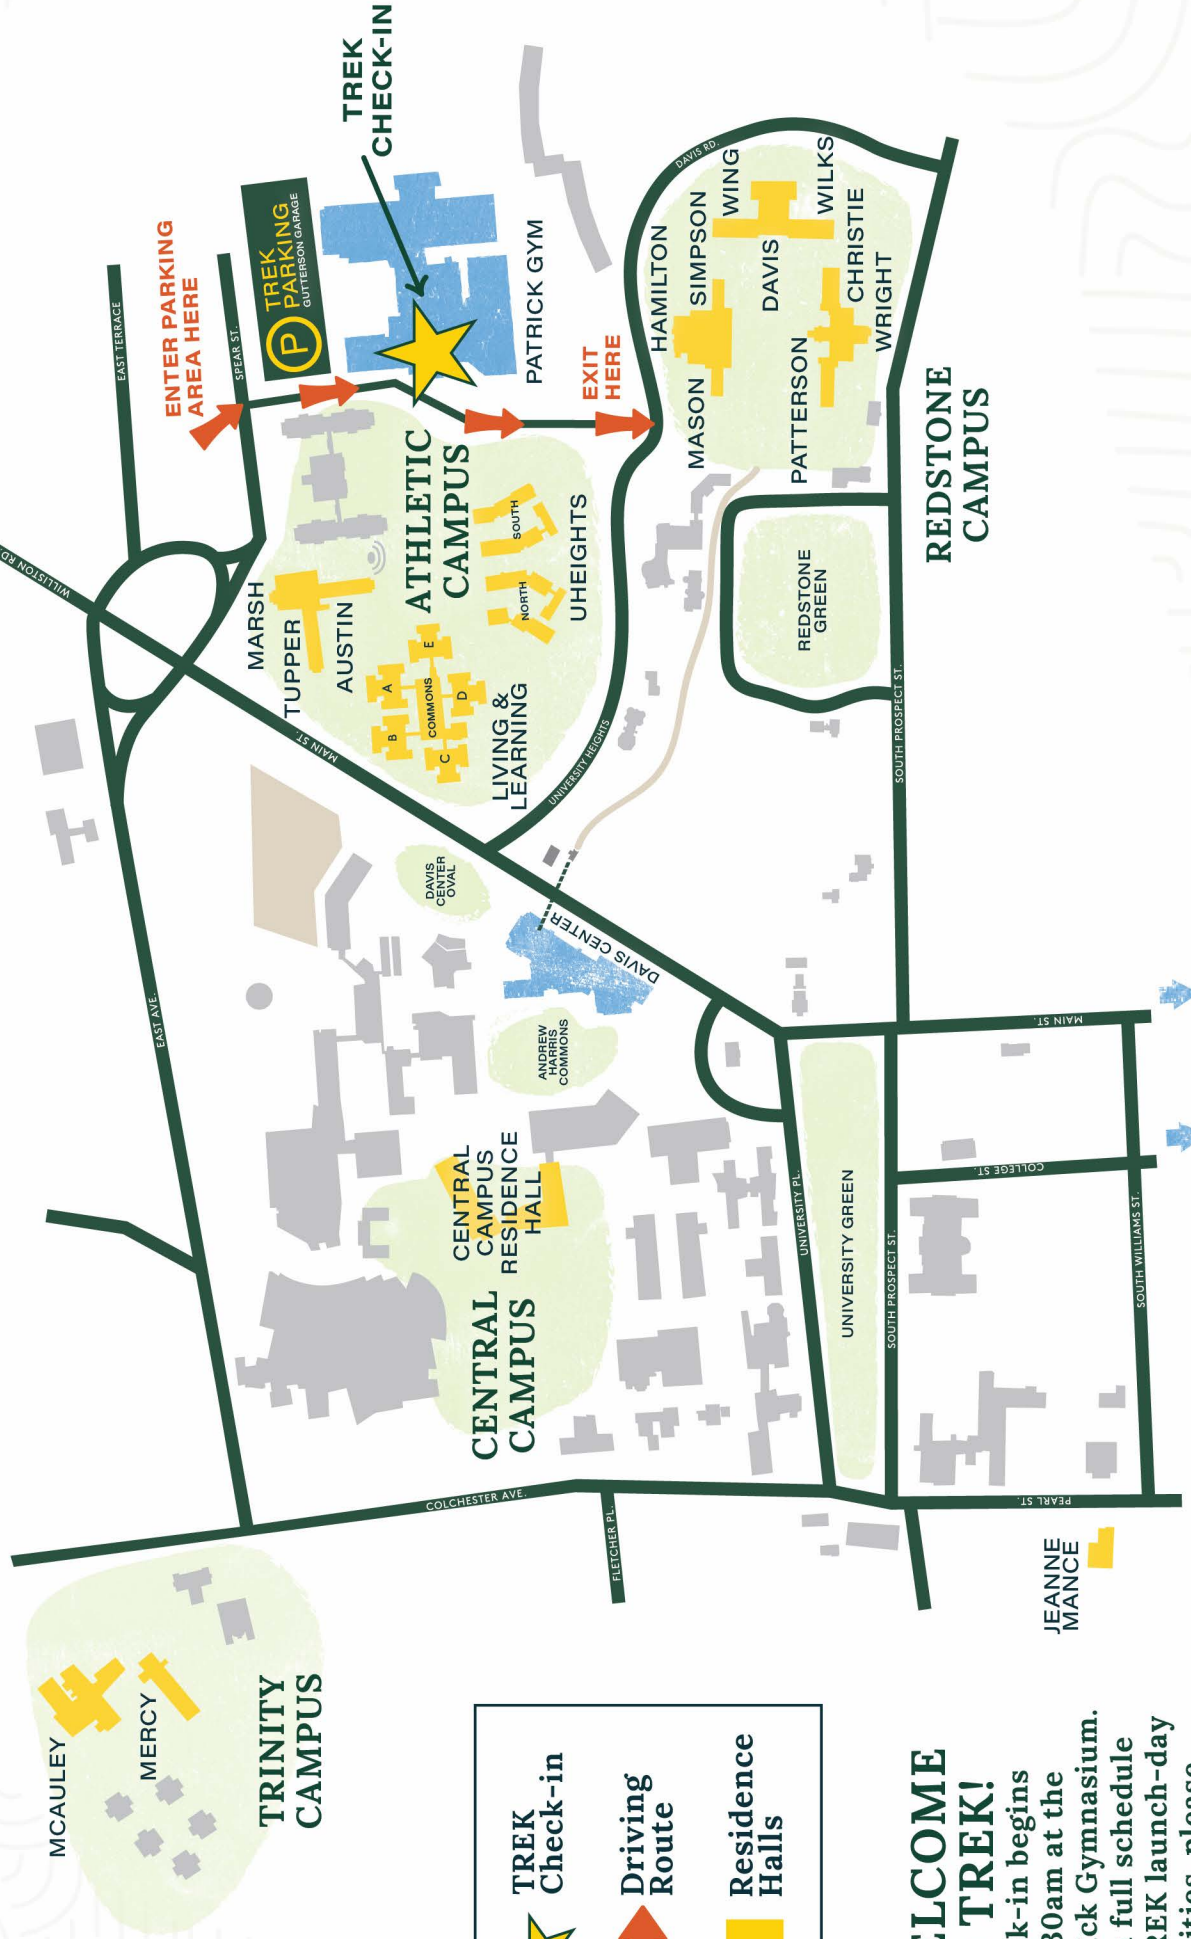 TREK
CHECK-IN
ENTER PARKING
AREA HERE
P TREK
PARKING
GUTTERSON GARAGE
PATRICK GYM
EXIT
HERE
EAST TERRACE
SPEAR ST.
WILLISTON RD.
DAVIS RD.
HAMILTON
SIMPSON
WING
MASON
DAVIS
WILKS
CHRISTIE
WRIGHT
PATTERSON
REDSTONE
CAMPUS
REDSTONE
GREEN
ATHLETIC
CAMPUS
MARSH
TUPPER
AUSTIN
SOUTH
NORTH
UHEIGHTS
A
B
C
D
E
COMMONS
LIVING &
LEARNING
MAIN ST.
UNIVERSITY HEIGHTS
SOUTH PROSPECT ST.
DAVIS
CENTER
OVAL
DAVIS CENTER
ANDREW
HARRIS
COMMONS
EAST AVE.
CENTRAL
CAMPUS
RESIDENCE
HALL
CENTRAL
CAMPUS
UNIVERSITY PL.
UNIVERSITY GREEN
SOUTH PROSPECT ST.
MAIN ST.
COLLEGE ST.
SOUTH WILLIAMS ST.
PEARL ST.
COLCHESTER AVE.
FLETCHER PL.
JEANNE
MANCE
MCAULEY
MERCY
TRINITY
CAMPUS
TREK
Check-in
Driving
Route
Residence
Halls
TREK!
begins
30am at the
Gymnasium.
full schedule
launch-day
please